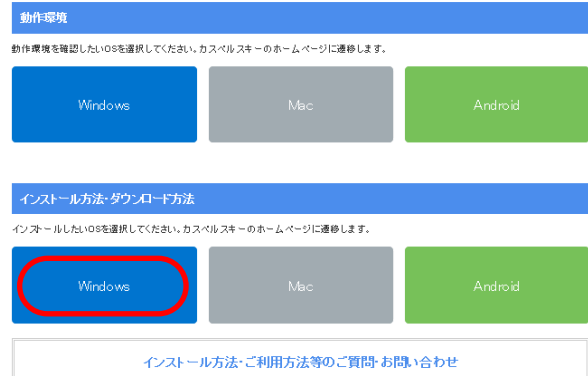 動作環境
動作環境を確認したいOSを選択してください。カスペルスキーのホームページに遷移します。
Windows Mac Android
インストール方法・ダウンロード方法
インストールしたいOSを選択してください。カスペルスキーのホームページに遷移します。
Windows Mac Android
インストール方法・ご利用方法等のご質問・お問い合わせ